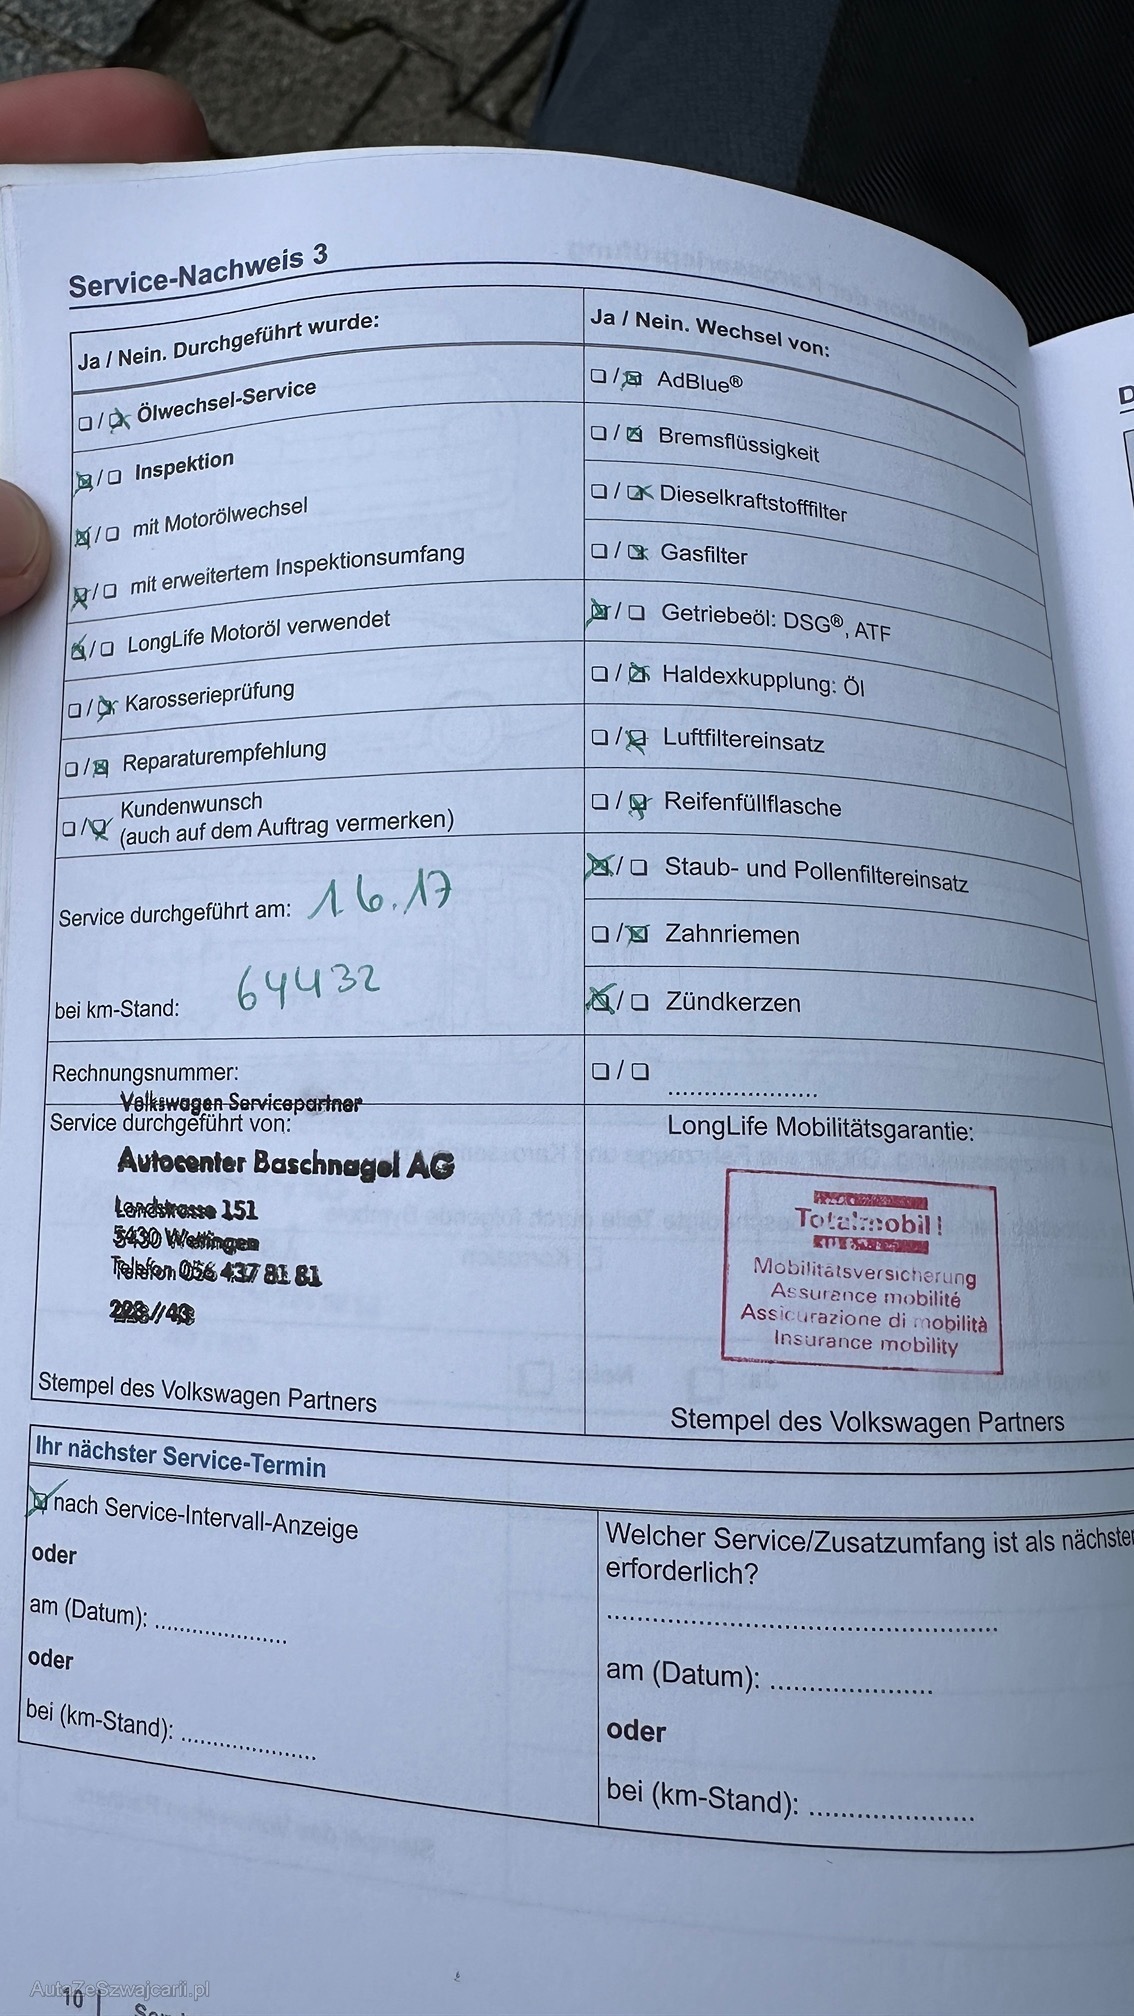 Service-Nachweis 3
Ja / Nein. Durchgeführt wurde:
Ölwechsel-Service
Inspektion
mit Motorölwechsel
mit erweitertem Inspektionsumfang
LongLife Motoröl verwendet
Karosserieprüfung
Reparaturempfehlung
Kundenwunsch
(auch auf dem Auftrag vermerken)
Service durchgeführt am: 16.17
bei km-Stand: 64432
Rechnungsnummer:
Volkswagen Servicepartner
Service durchgeführt von:
Autocenter Baschnagel AG
Landstrasse 151
5430 Wettingen
Telefon 056 437 81 81
Stempel des Volkswagen Partners
Ja / Nein. Wechsel von:
AdBlue®
Bremsflüssigkeit
Dieselkraftstofffilter
Gasfilter
Getriebeöl: DSG®, ATF
Haldexkupplung: Öl
Luftfiltereinsatz
Reifenfüllflasche
Staub- und Pollenfiltereinsatz
Zahnriemen
Zündkerzen
LongLife Mobilitätsgarantie:
Totalmobil!
Mobilitätsversicherung
Assurance mobilité
Assicurazione di mobilità
Insurance mobility
Stempel des Volkswagen Partners
Ihr nächster Service-Termin
nach Service-Intervall-Anzeige
oder
am (Datum): ....................
oder
bei (km-Stand): ....................
Welcher Service/Zusatzumfang ist als nächster
erforderlich?
am (Datum): ....................
oder
bei (km-Stand): ....................
AutaZeSzwajcarii.pl
10